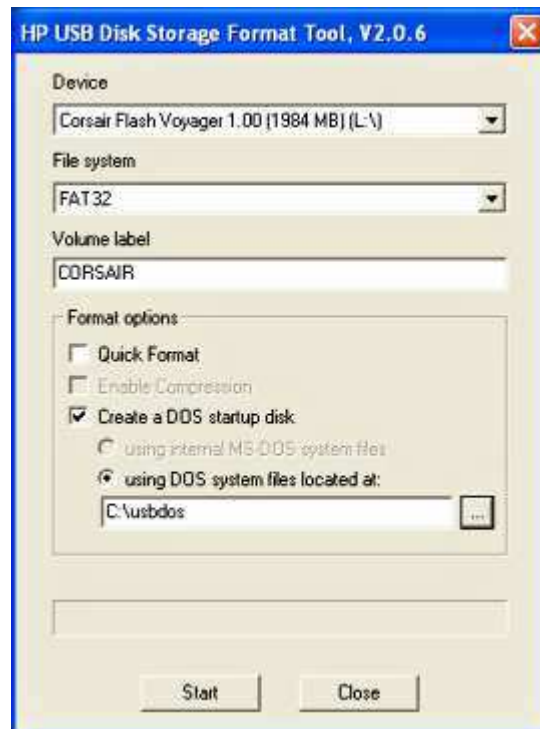 HP USB Disk Storage Format Tool, V2.0.6
Device
Corsair Flash Voyager 1.00 (1984 MB) (L:\)
File system
FAT32
Volume label
CORSAIR
Format options
Quick Format
Enable Compression
Create a DOS startup disk
using internal MS-DOS system files
using DOS system files located at:
C:\usbdos
...
Start
Close